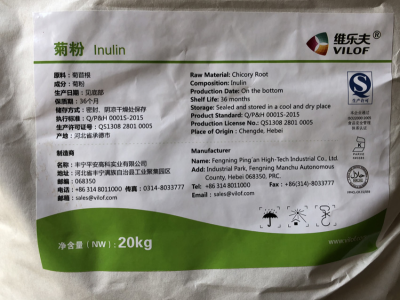 菊粉 Inulin
维乐夫®
VILOF
原料：菊苣根
成分：菊粉
生产日期：见底部
保质期：36个月
储存方式：密封、阴凉干燥处保存
执行标准：Q/P&H 0001S-2015
生产许可证号：QS1308 2801 0005
产地：河北省承德市
Raw Material: Chicory Root
Composition: Inulin
Production Date: On the bottom
Shelf Life: 36 months
Storage: Sealed and stored in a cool and dry place
Product Standard: Q/P&H 0001S-2015
Production License No.: QS1308 2801 0005
Place of Origin: Chengde, Hebei
制造商
名称：丰宁平安高科实业有限公司
地址：河北省丰宁满族自治县工业聚集园区
068350
电话：+86 314 8011000 传真：0314-8033777
邮箱：sales@vilof.com
Manufacturer
Name: Fengning Ping'an High-Tech Industrial Co., Ltd.
Add: Industrial Park, Fengning Manchu Autonomous
County, Hebei 068350, PRC.
Tel: +86 314 8011000 Fax: +86(0)314-8033777
Email: sales@vilof.com
净含量（NW）: 20kg